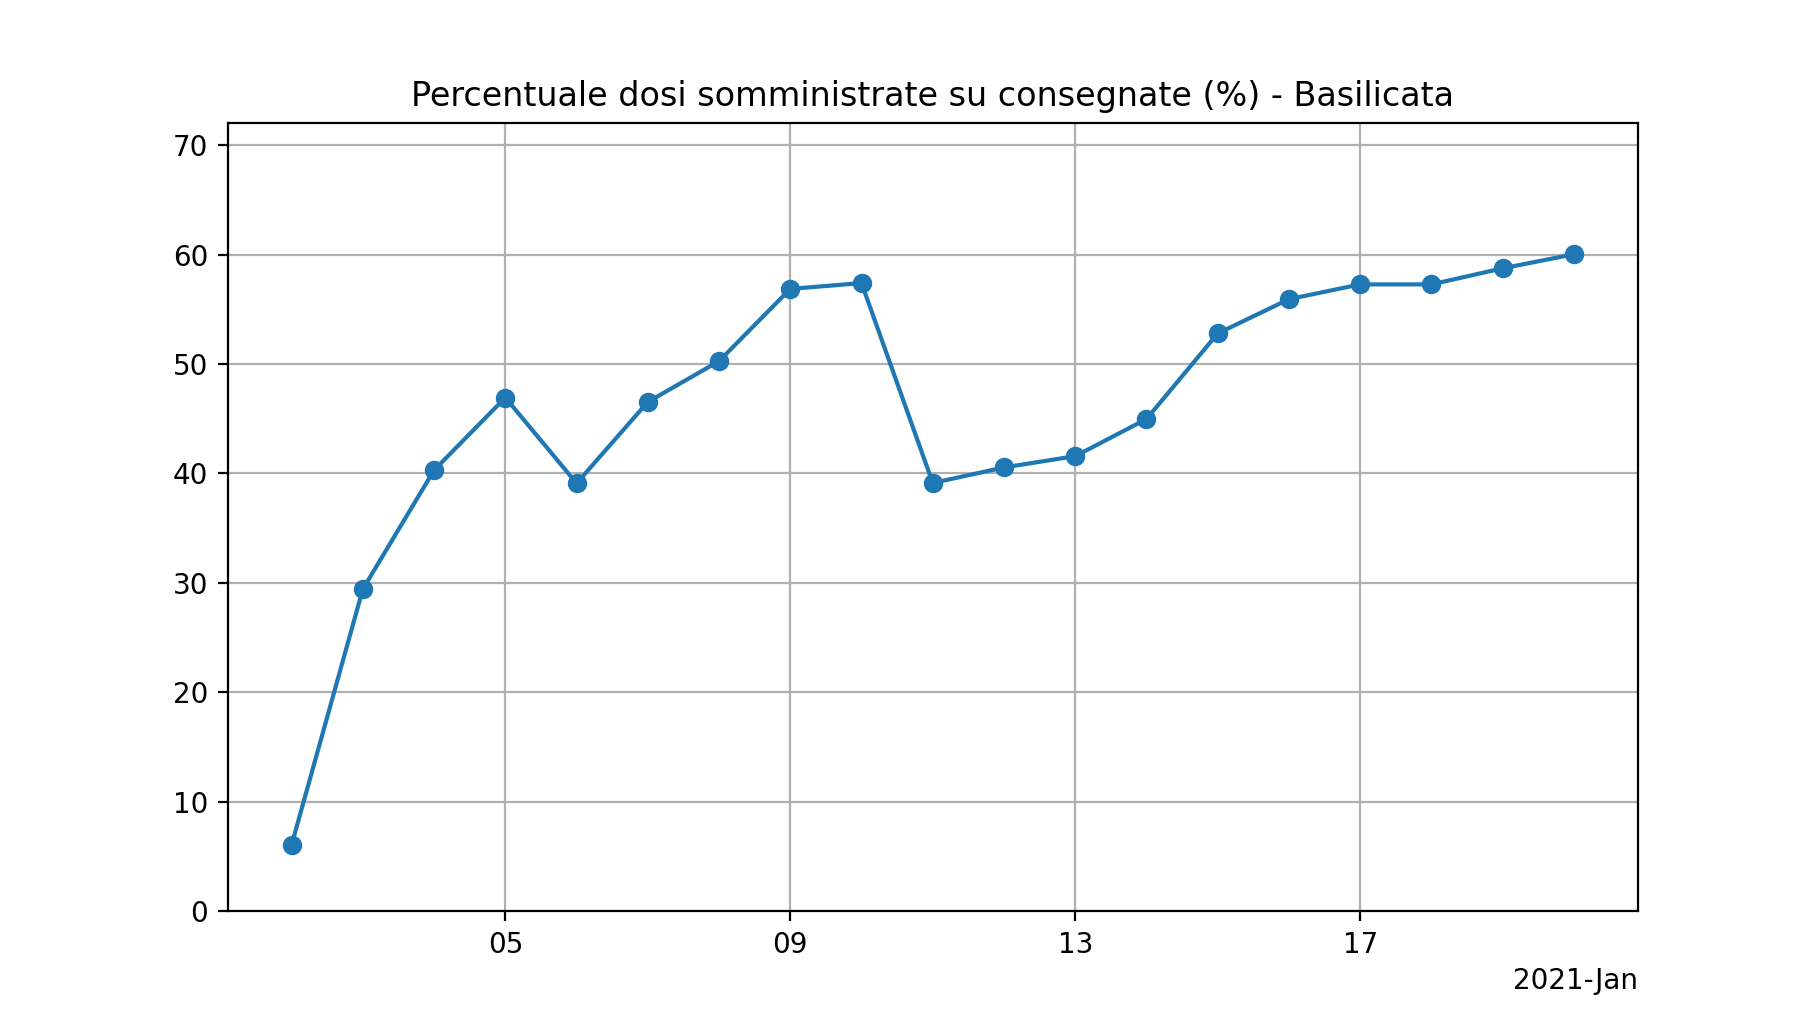 Percentuale dosi somministrate su consegnate (%) - Basilicata
70
60
50
40
30
20
10
0
05 09 13 17
2021-Jan